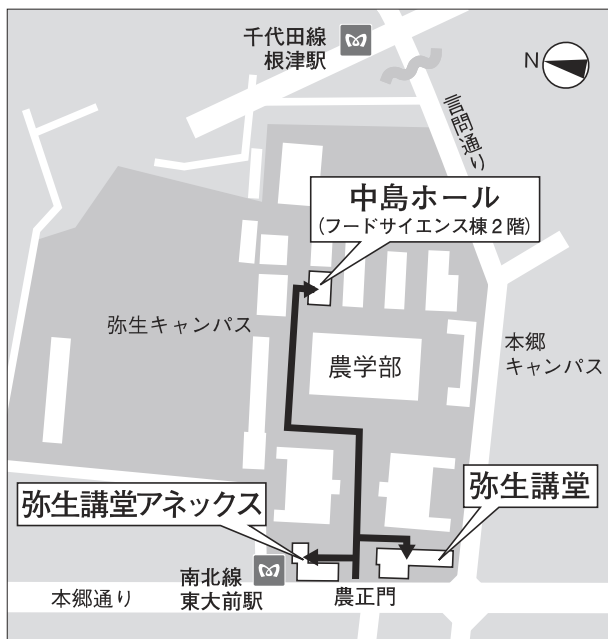 千代田線
根津駅
N
言問通り
中島ホール
(フードサイエンス棟2階)
弥生キャンパス
農学部
本郷
キャンパス
弥生講堂アネックス
弥生講堂
南北線
東大前駅
本郷通り
農正門